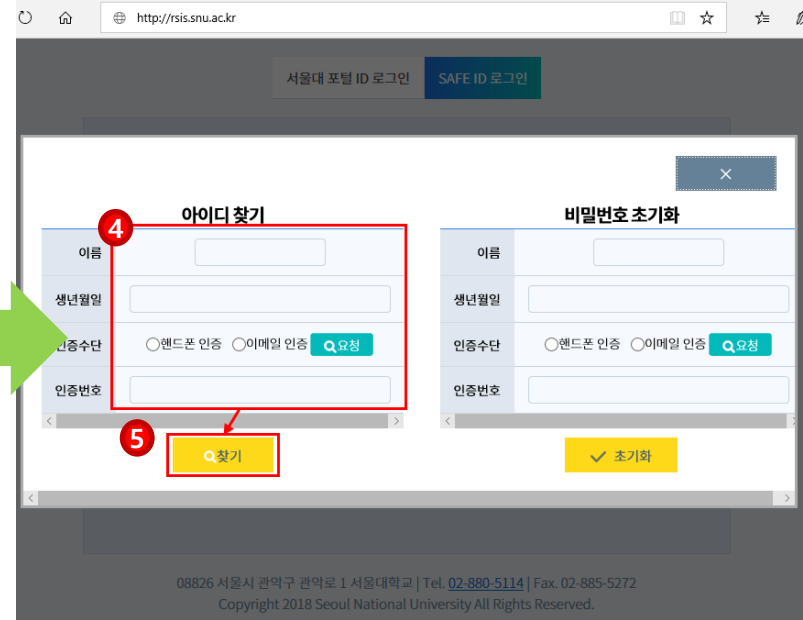 http://rsis.snu.ac.kr
서울대 포털 ID 로그인
SAFE ID 로그인
아이디 찾기
4
이름
생년월일
인증수단
핸드폰 인증 이메일 인증 요청
인증번호
5
찾기
비밀번호 초기화
이름
생년월일
인증수단
핸드폰 인증 이메일 인증 요청
인증번호
초기화
08826 서울시 관악구 관악로 1 서울대학교 | Tel. 02-880-5114 | Fax. 02-885-5272
Copyright 2018 Seoul National University All Rights Reserved.